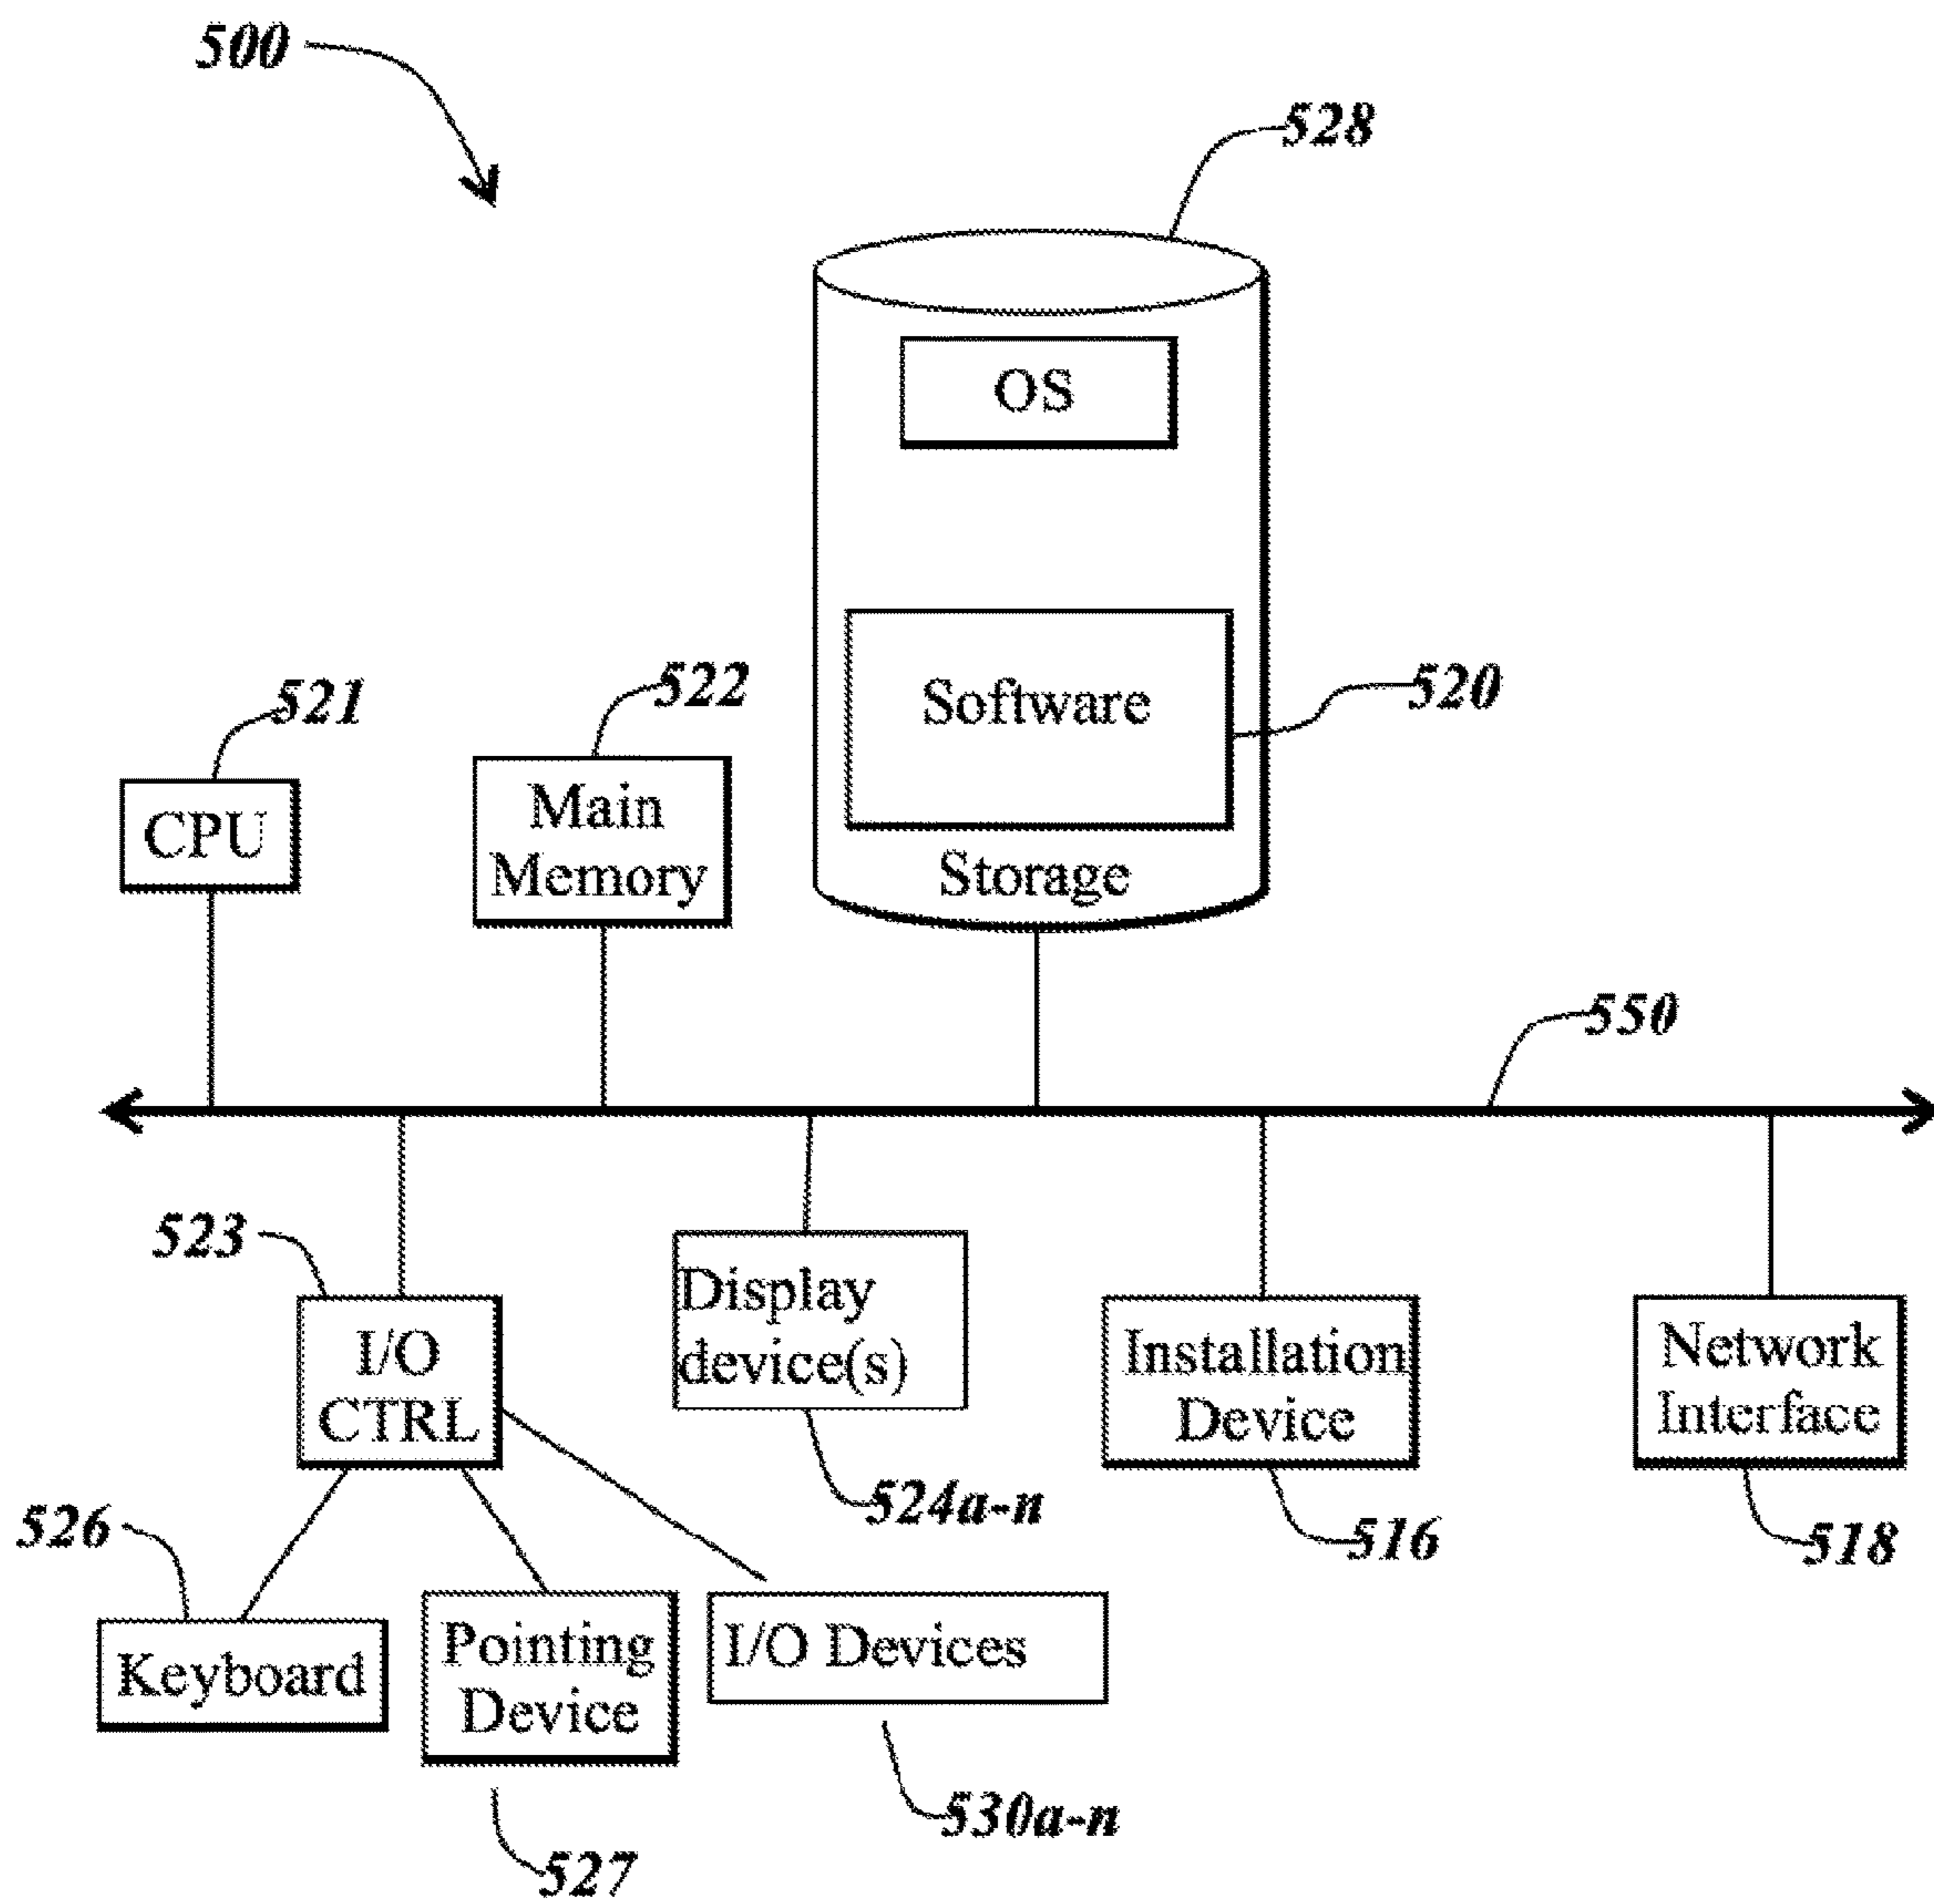 500
528
OS
Software
520
521
522
CPU
Main
Memory
Storage
550
523
I/O
CTRL
Display
device(s)
Installation
Device
Network
Interface
524a-n
516
518
526
Keyboard
Pointing
Device
I/O Devices
530a-n
527